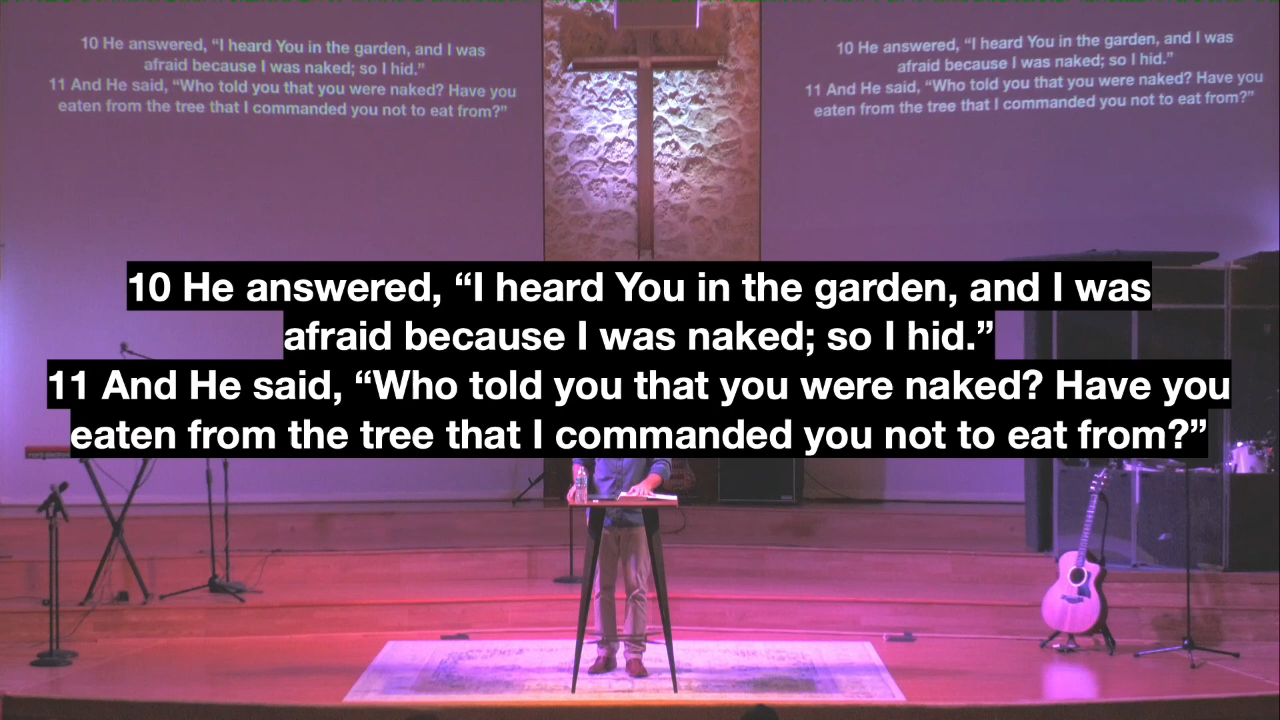 10 He answered, “I heard You in the garden, and I was
afraid because I was naked; so I hid.”
11 And He said, “Who told you that you were naked? Have you
eaten from the tree that I commanded you not to eat from?”
10 He answered, “I heard You in the garden, and I was
afraid because I was naked; so I hid.”
11 And He said, “Who told you that you were naked? Have you
eaten from the tree that I commanded you not to eat from?”
10 He answered, “I heard You in the garden, and I was
afraid because I was naked; so I hid.”
11 And He said, “Who told you that you were naked? Have you
eaten from the tree that I commanded you not to eat from?”